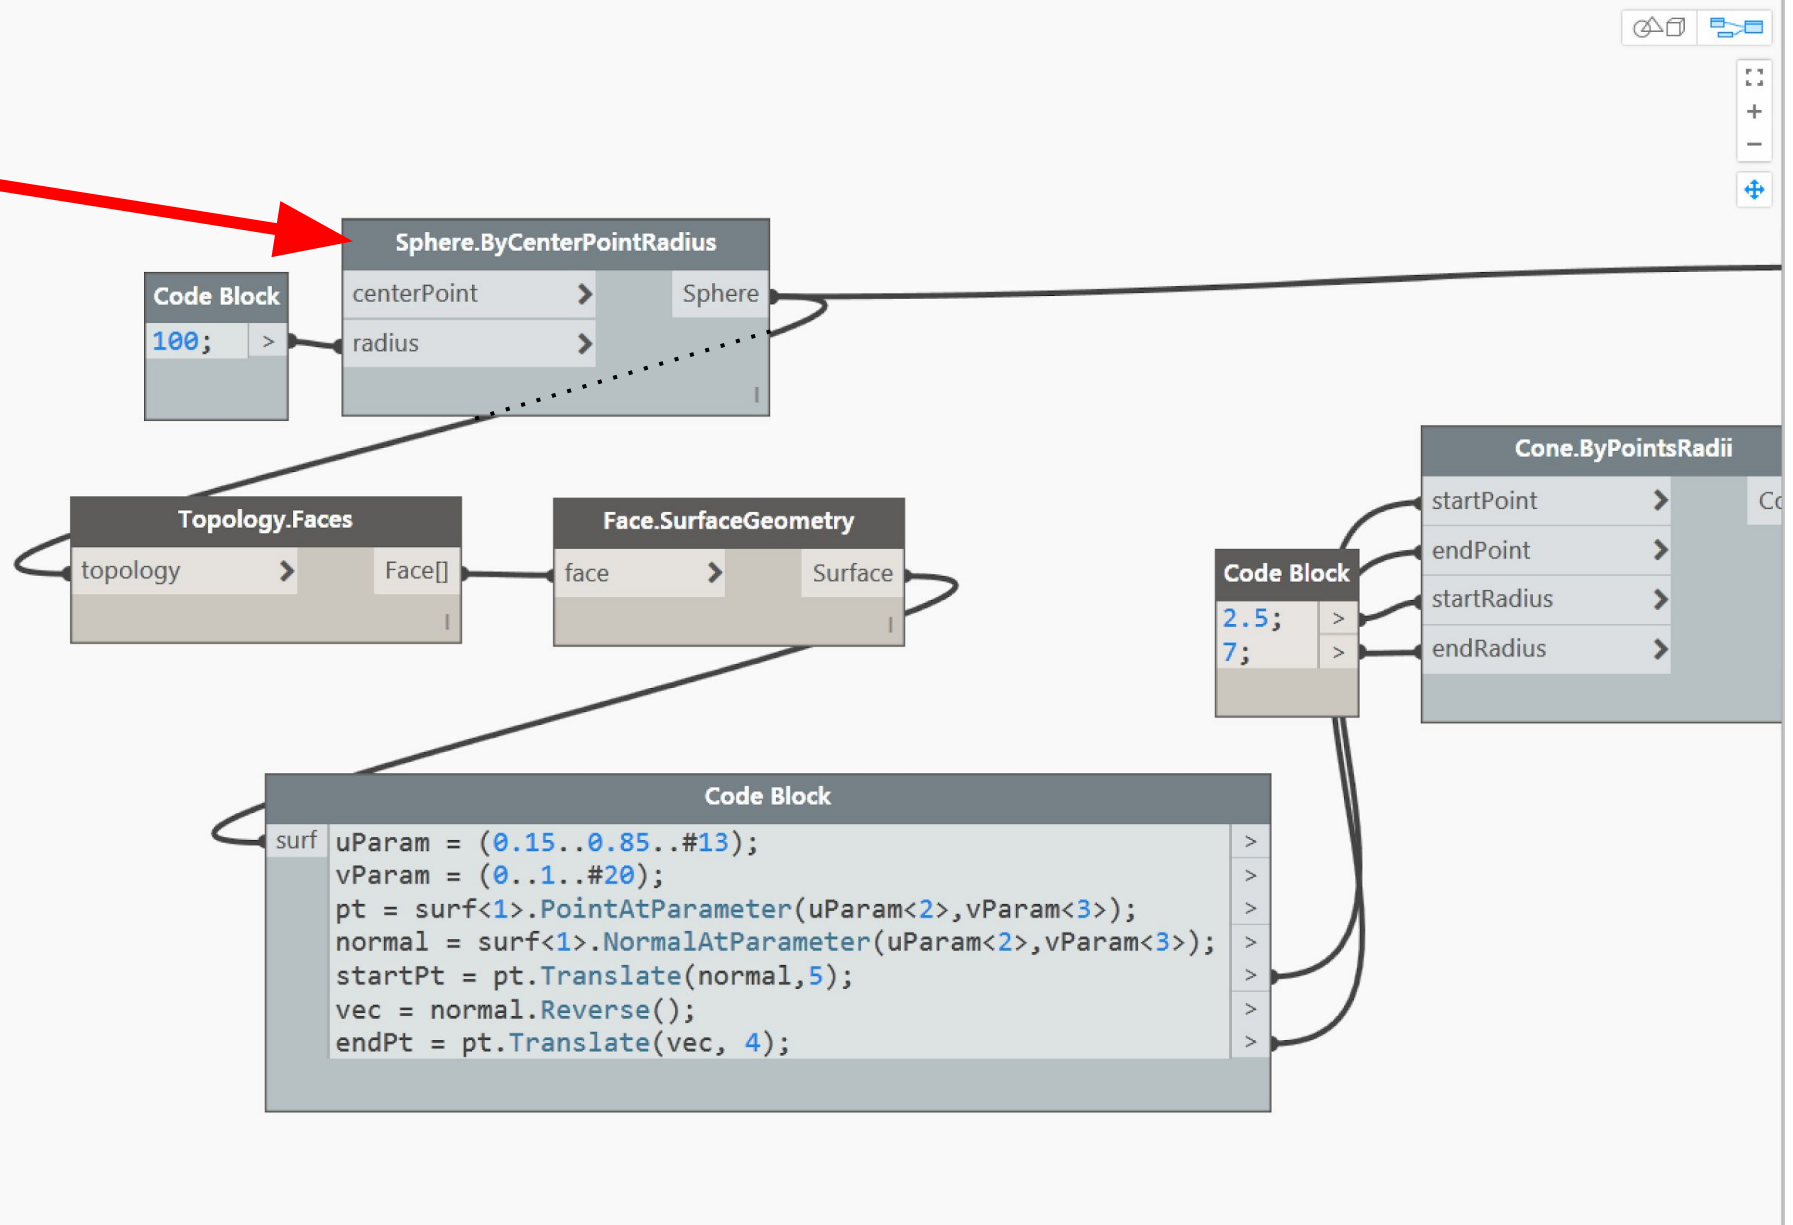 Sphere.ByCenterPointRadius
centerPoint > Sphere
radius >
Code Block
100; >
Topology.Faces
topology > Face[]
Face.SurfaceGeometry
face > Surface
Cone.ByPointsRadii
startPoint >
endPoint >
startRadius >
endRadius >
Code Block
2.5; >
7; >
Code Block
surf uParam = (0.15..0.85..#13); >
vParam = (0..1..#20); >
pt = surf<1>.PointAtParameter(uParam<2>,vParam<3>); >
normal = surf<1>.NormalAtParameter(uParam<2>,vParam<3>); >
startPt = pt.Translate(normal,5); >
vec = normal.Reverse(); >
endPt = pt.Translate(vec, 4); >